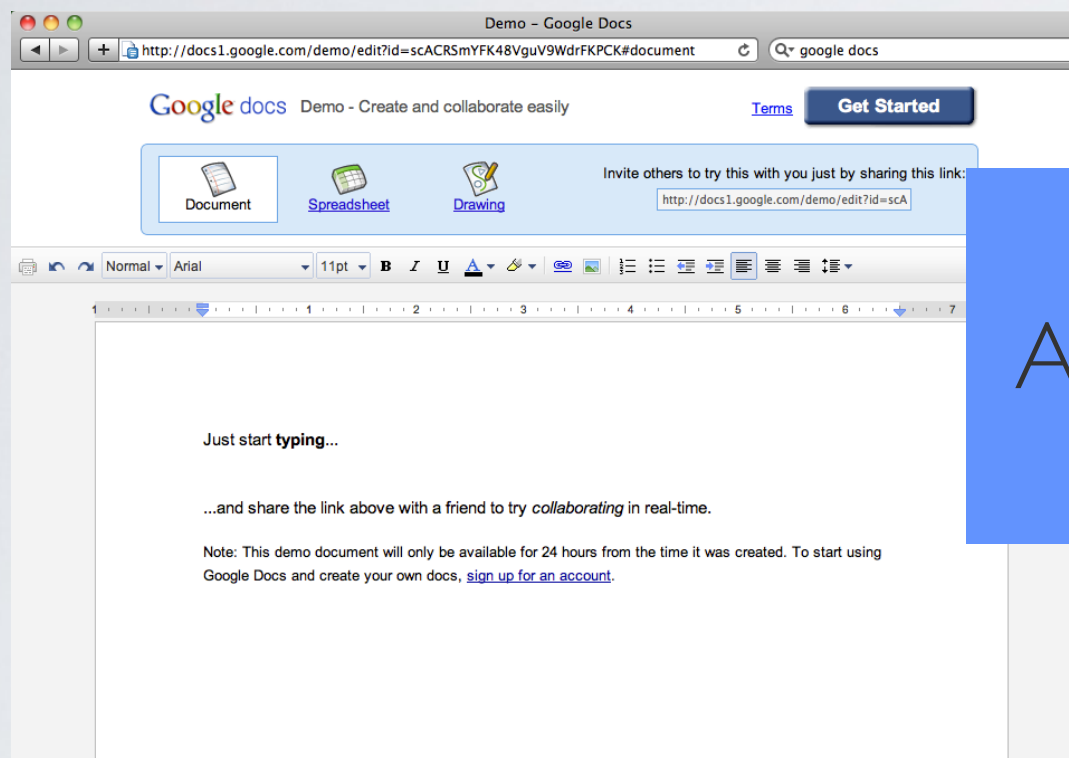 Demo – Google Docs
http://docs1.google.com/demo/edit?id=scACRSmYFK48VguV9WdrFKPCK#document
google docs
Google docs Demo - Create and collaborate easily
Terms
Get Started
Invite others to try this with you just by sharing this link:
http://docs1.google.com/demo/edit?id=scA
Document
Spreadsheet
Drawing
Normal Arial 11pt B I U A
1 1 2 3 4 5 6 7
A
Just start typing...
...and share the link above with a friend to try collaborating in real-time.
Note: This demo document will only be available for 24 hours from the time it was created. To start using
Google Docs and create your own docs, sign up for an account.